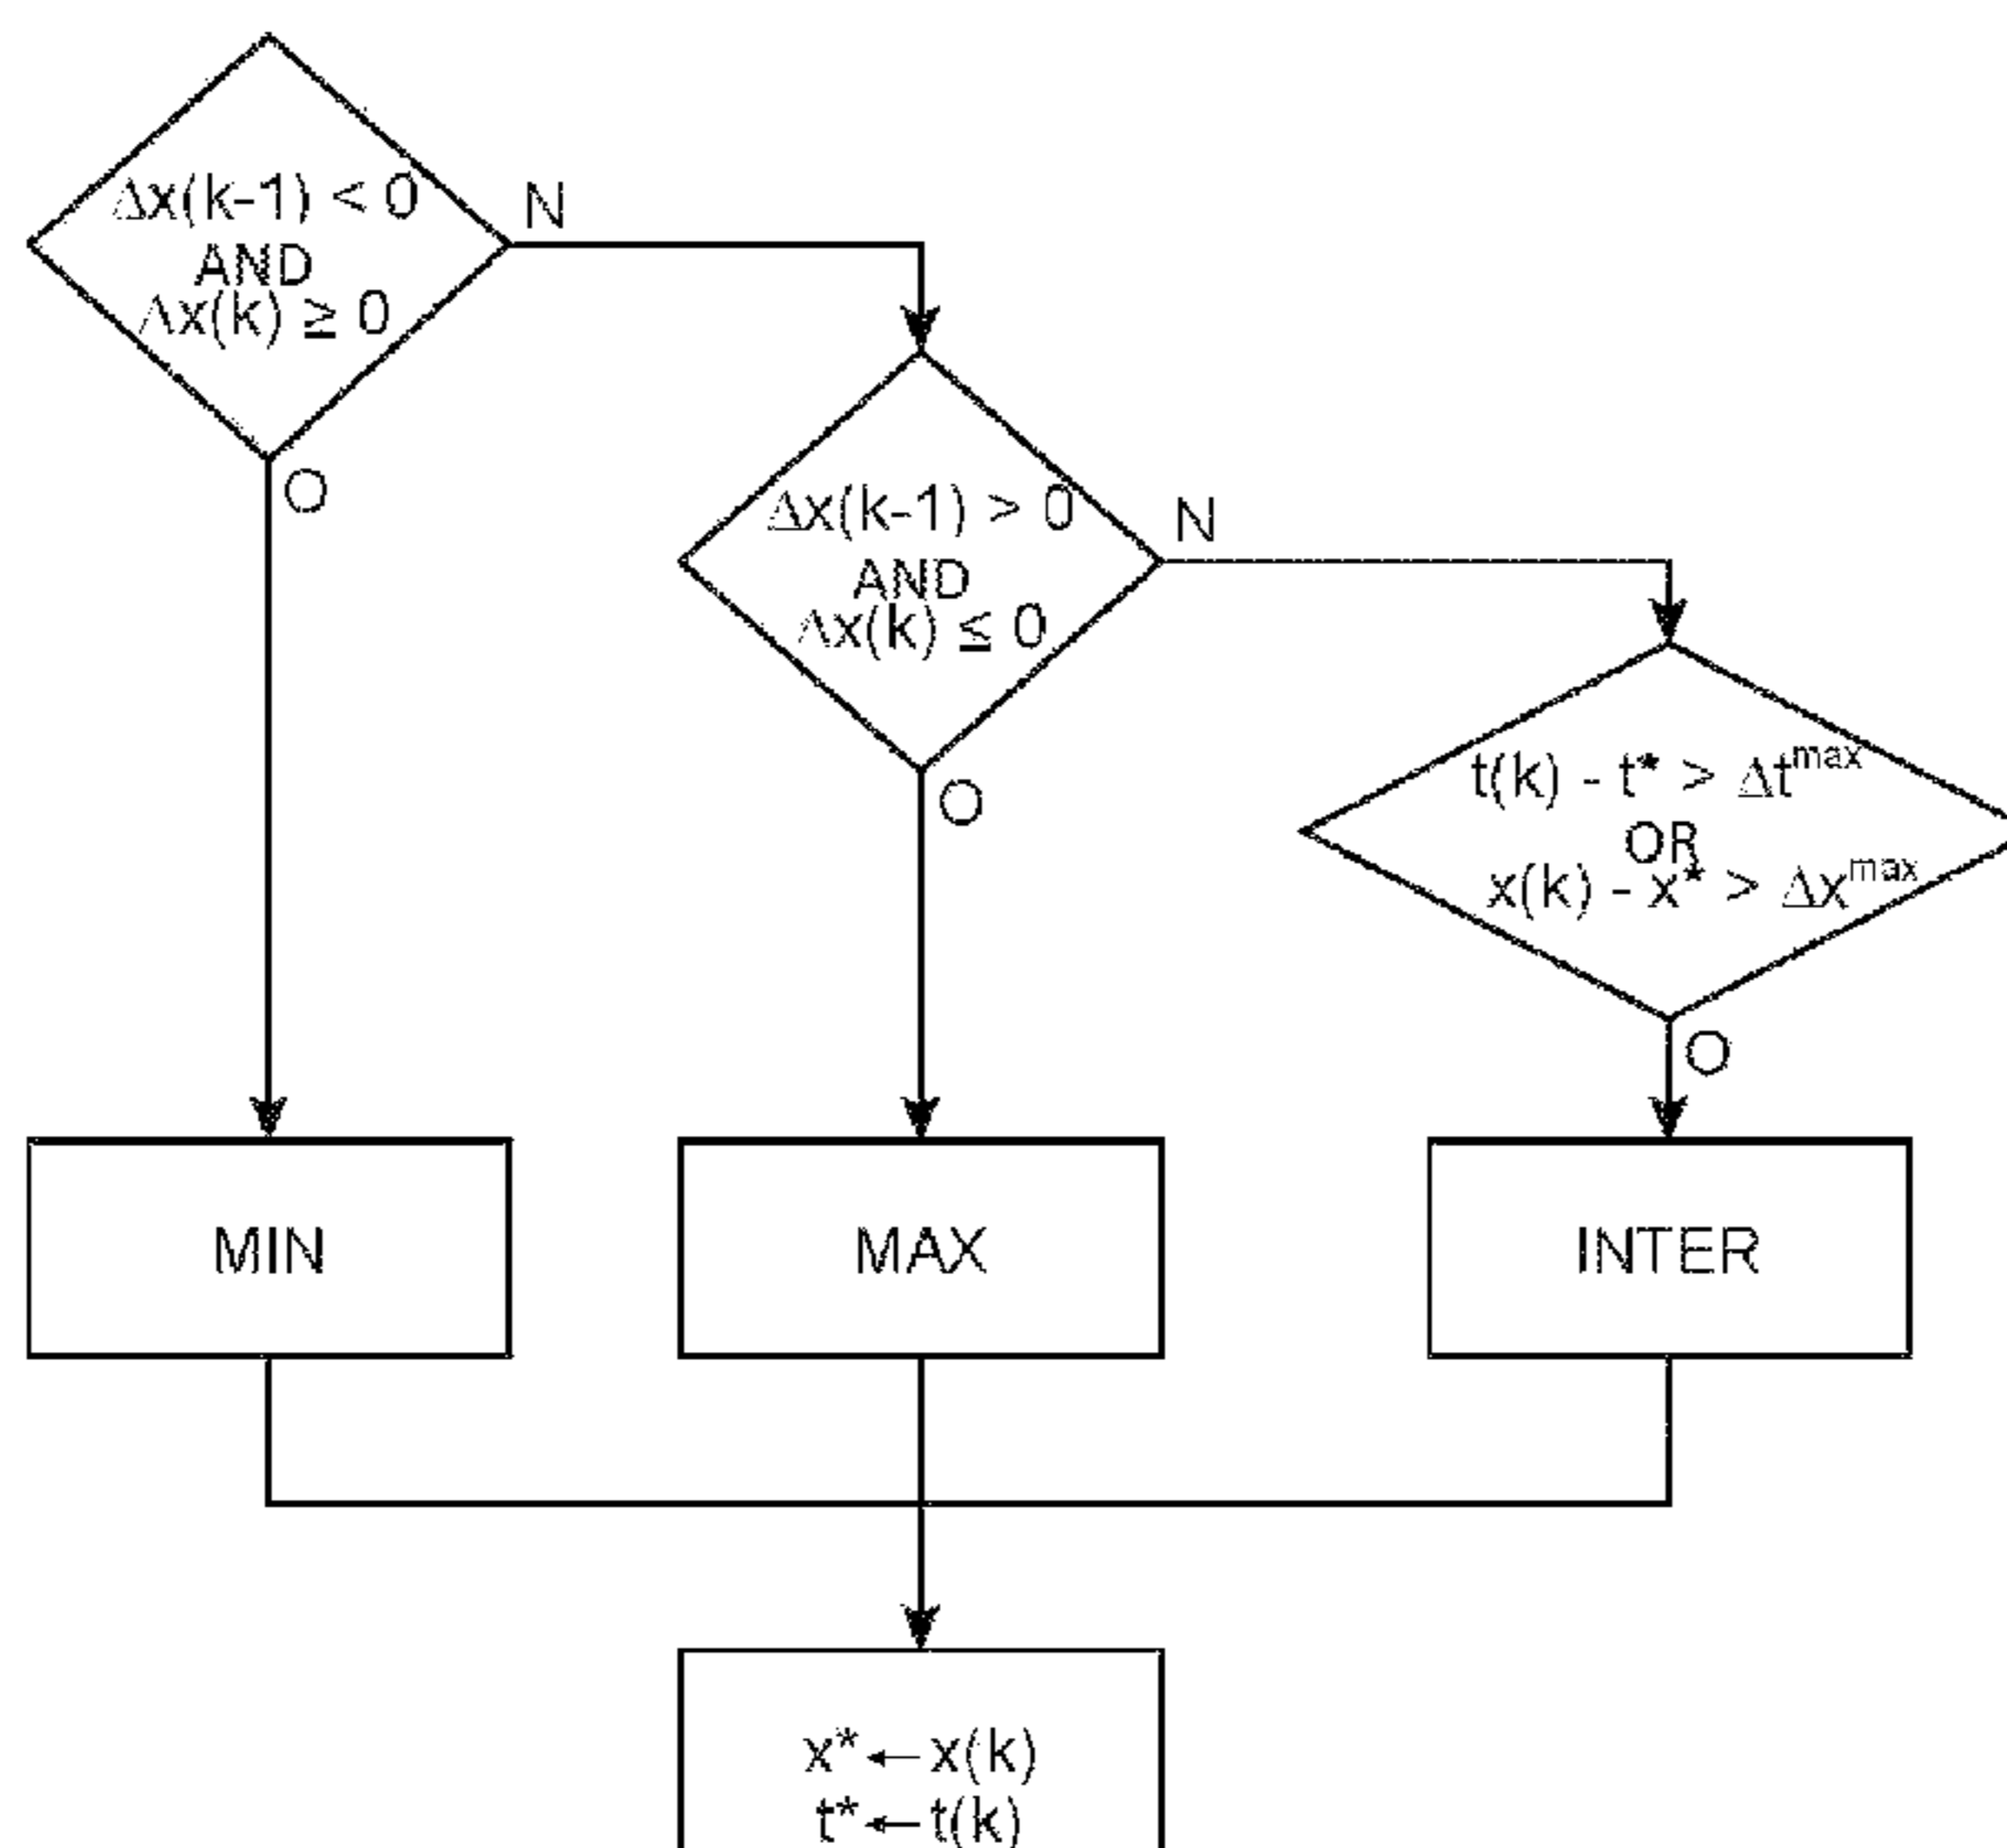 Δx(k-1) < 0
AND
Δx(k) ≥ 0
N
O
Δx(k-1) > 0
AND
Δx(k) ≤ 0
N
O
t(k) - t* > Δt^max
OR
x(k) - x* > Δx^max
O
MIN
MAX
INTER
x* ← x(k)
t* ← t(k)